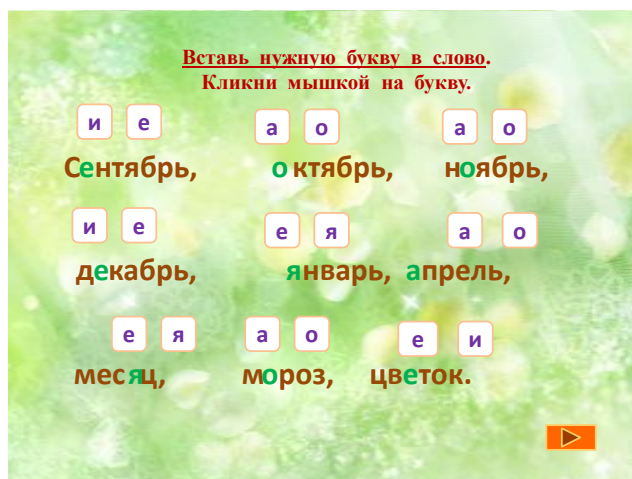 Вставь нужную букву в слово.
Кликни мышкой на букву.
и е а о а о
Сентябрь, октябрь, ноябрь,
и е е я а о
декабрь, январь, апрель,
е я а о е и
месяц, мороз, цветок.